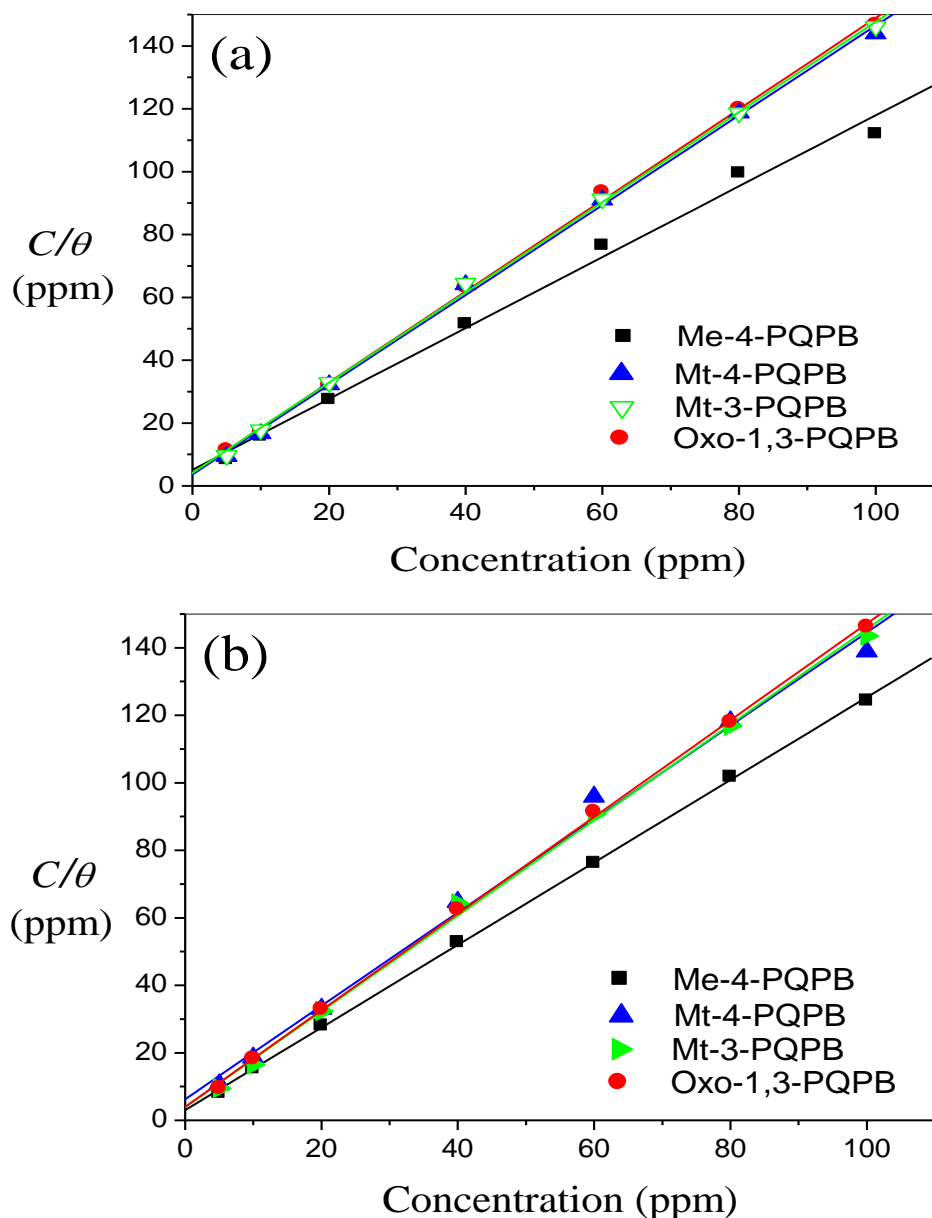 (a)
140
120
100
80
60
40
20
0
C/θ
(ppm)
Me-4-PQPB
Mt-4-PQPB
Mt-3-PQPB
Oxo-1,3-PQPB
0 20 40 60 80 100
Concentration (ppm)
(b)
140
120
100
80
60
40
20
0
C/θ
(ppm)
Me-4-PQPB
Mt-4-PQPB
Mt-3-PQPB
Oxo-1,3-PQPB
0 20 40 60 80 100
Concentration (ppm)